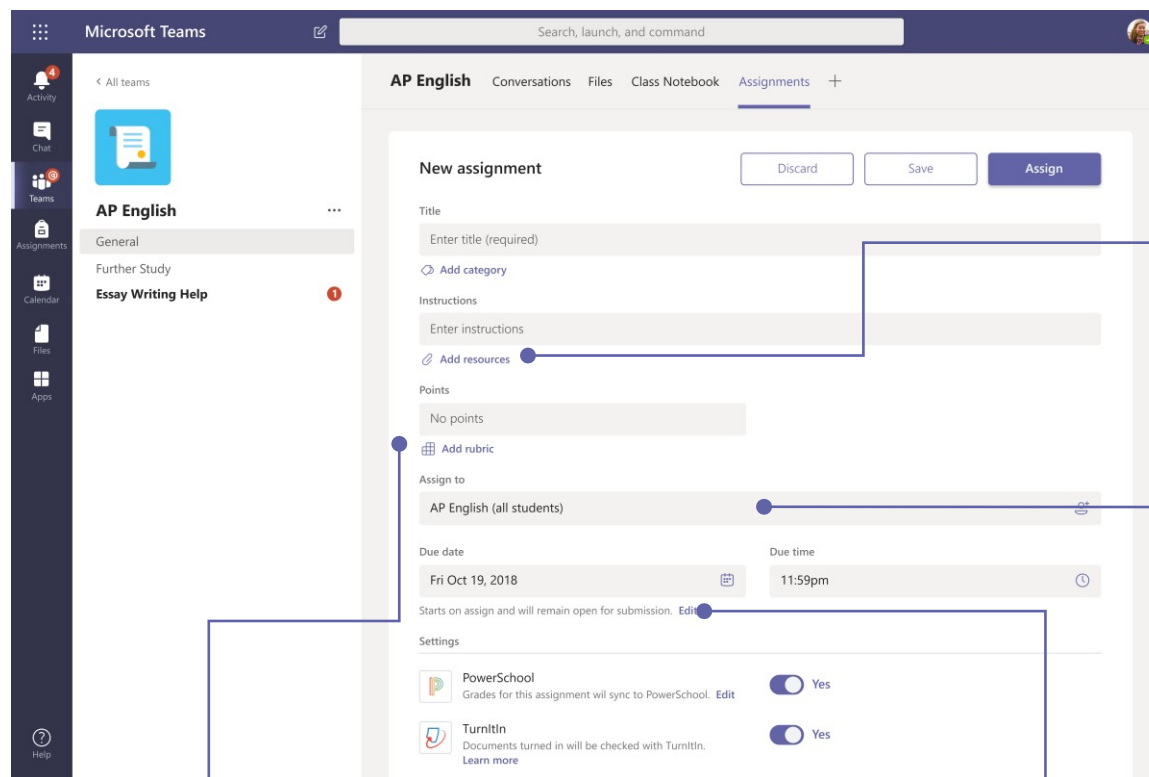 Microsoft Teams
Search, launch, and command
4
Activity
Chat
Teams
Assignments
Calendar
Files
Apps
Help
< All teams
AP English
...
General
Further Study
Essay Writing Help
1
AP English Conversations Files Class Notebook Assignments +
New assignment
Discard
Save
Assign
Title
Enter title (required)
Add category
Instructions
Enter instructions
Add resources
Points
No points
Add rubric
Assign to
AP English (all students)
Due date
Fri Oct 19, 2018
Due time
11:59pm
Starts on assign and will remain open for submission. Edit
Settings
PowerSchool
Grades for this assignment wil sync to PowerSchool. Edit
Yes
TurnItIn
Documents turned in will be checked with TurnItIn.
Learn more
Yes